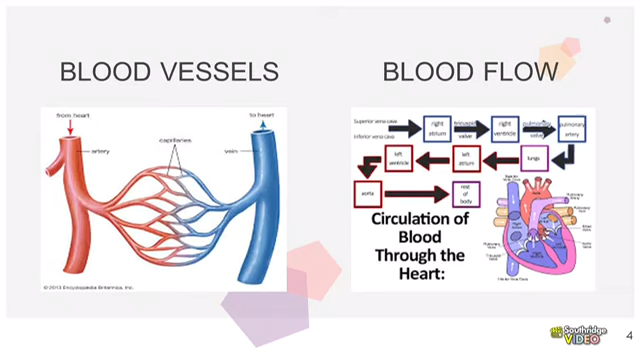 BLOOD VESSELS
from heart
to heart
capillaries
artery
vein
© 2013 Encyclopædia Britannica, Inc.
BLOOD FLOW
Superior vena cava
Inferior vena cava
right
atrium
tricuspid
valve
right
ventricle
pulmonary
valve
pulmonary
artery
left
ventricle
left
atrium
lungs
aorta
rest
of
body
Circulation of
Blood
Through the
Heart:
Southridge
VIDEO
4